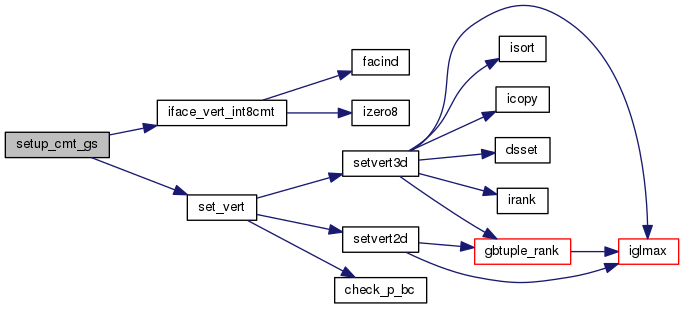 setup_cmt_gs
iface_vert_int8cmt
set_vert
facind
izero8
setvert3d
setvert2d
check_p_bc
isort
icopy
dsset
irank
gbtuple_rank
iglmax